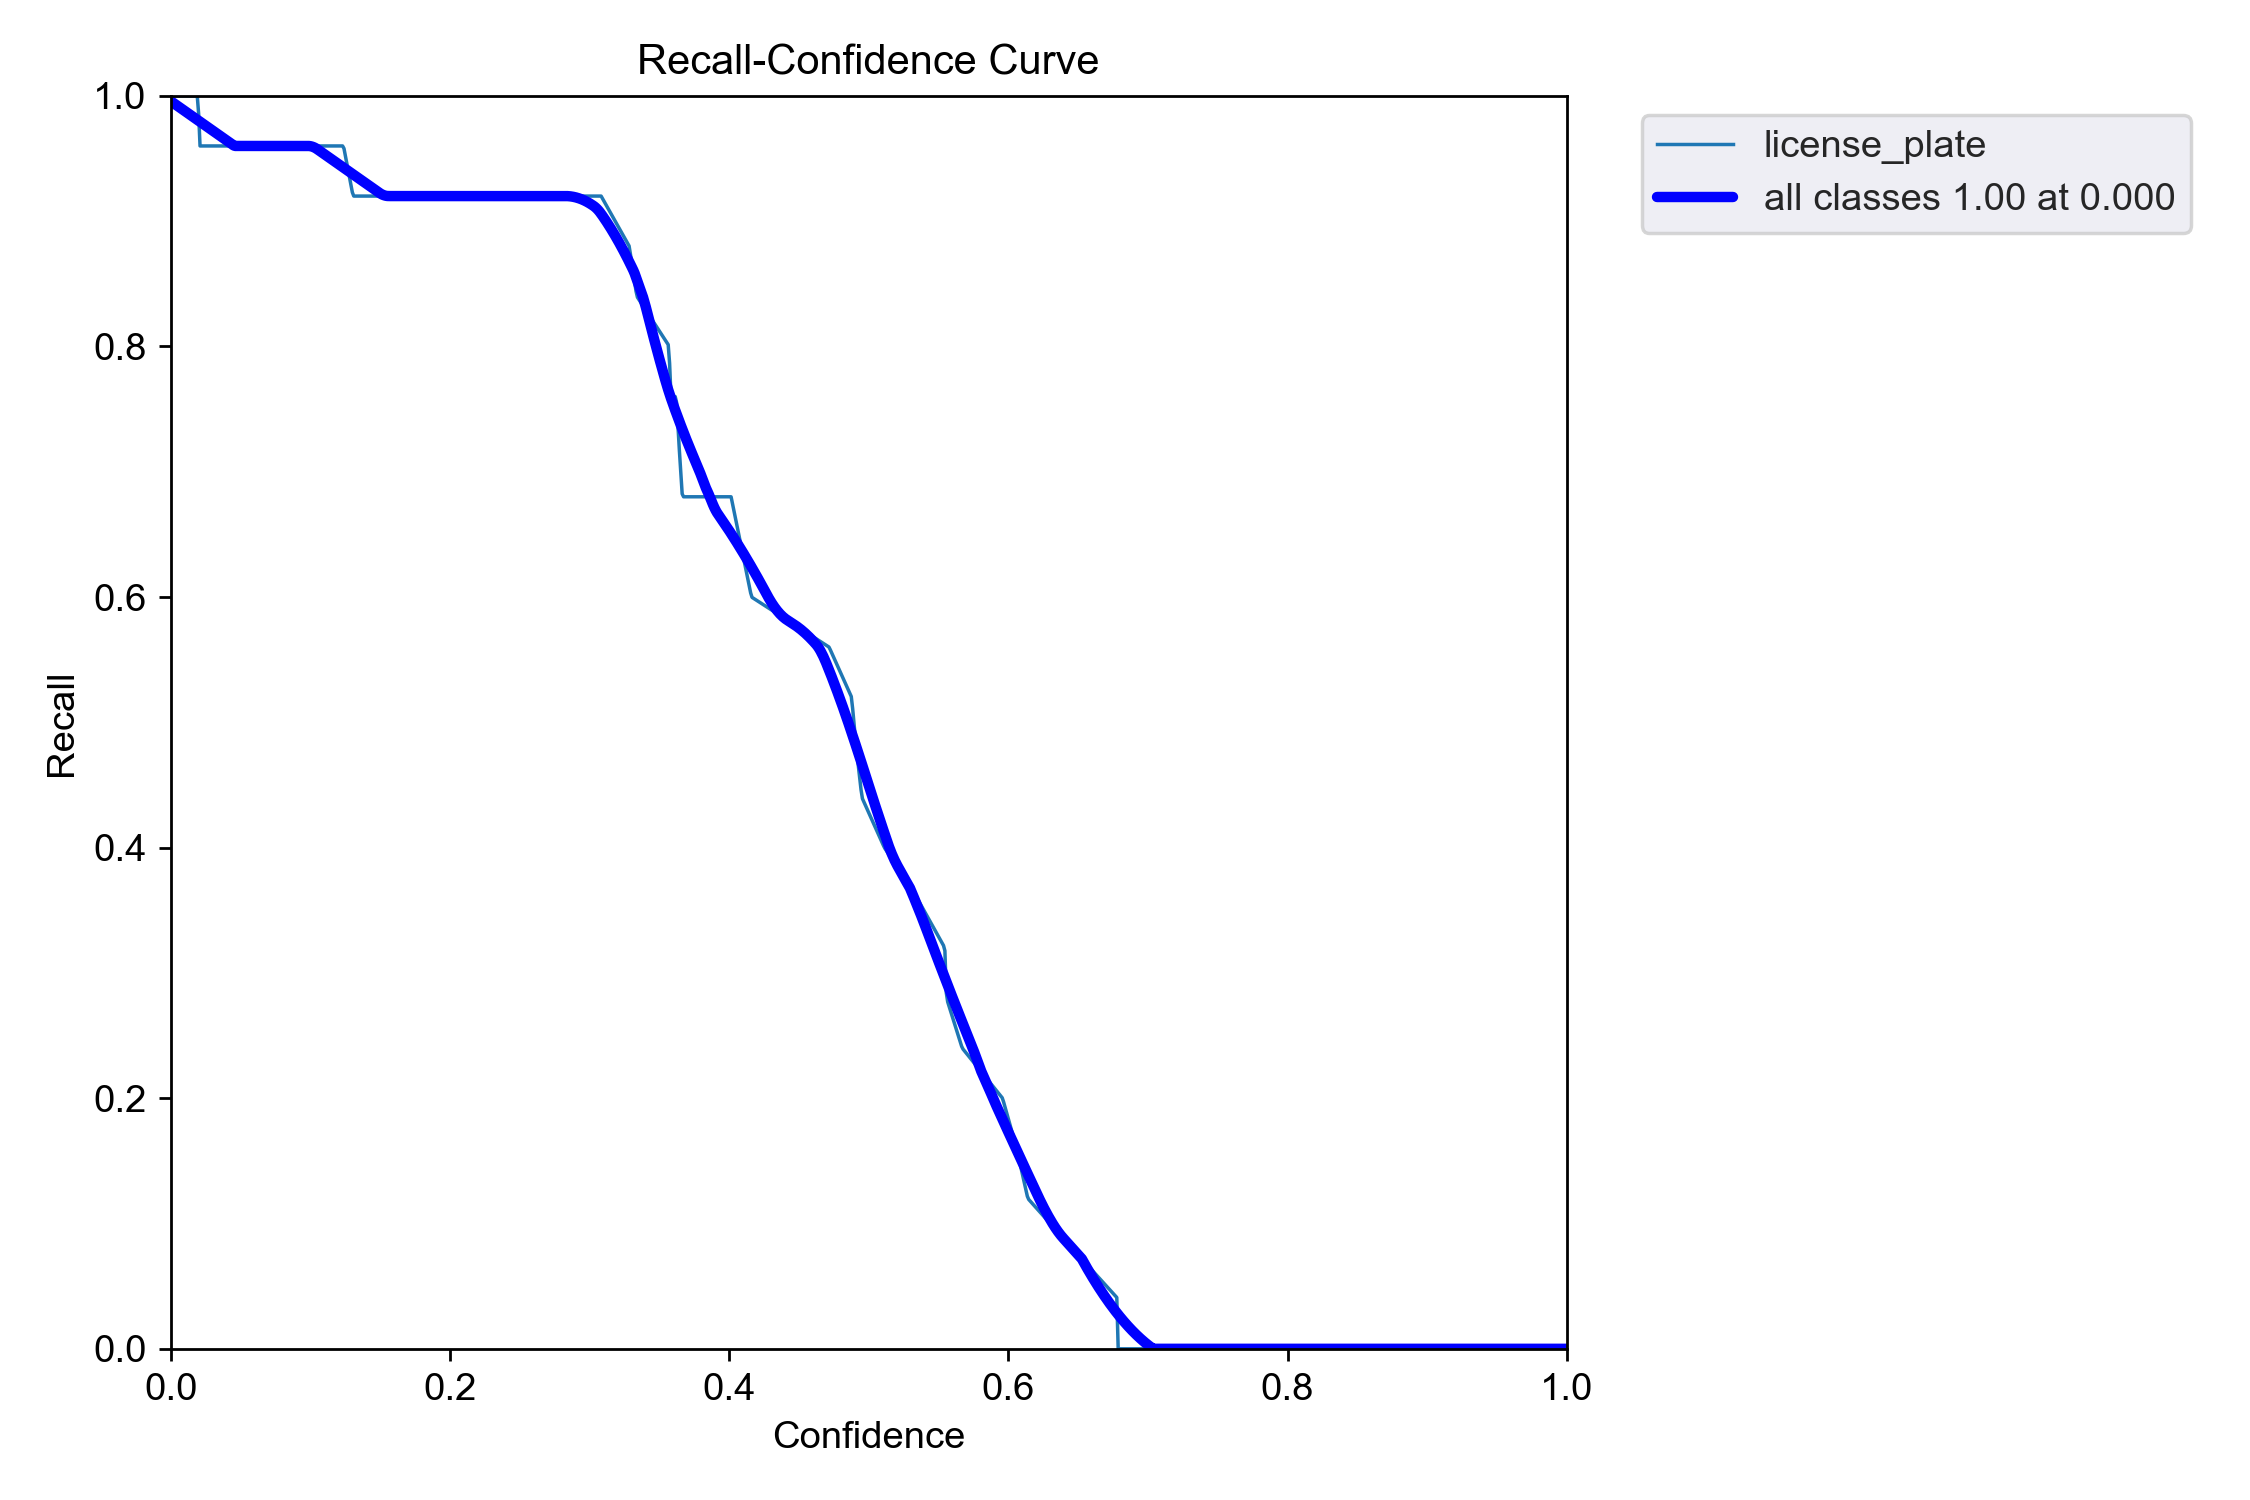 Recall-Confidence Curve
1.0
0.8
0.6
0.4
0.2
0.0
Recall
0.0 0.2 0.4 0.6 0.8 1.0
Confidence
license_plate
all classes 1.00 at 0.000